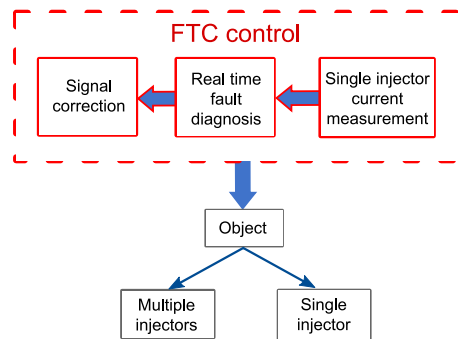 FTC control
Signal
correction
Real time
fault
diagnosis
Single injector
current
measurement
Object
Multiple
injectors
Single
injector